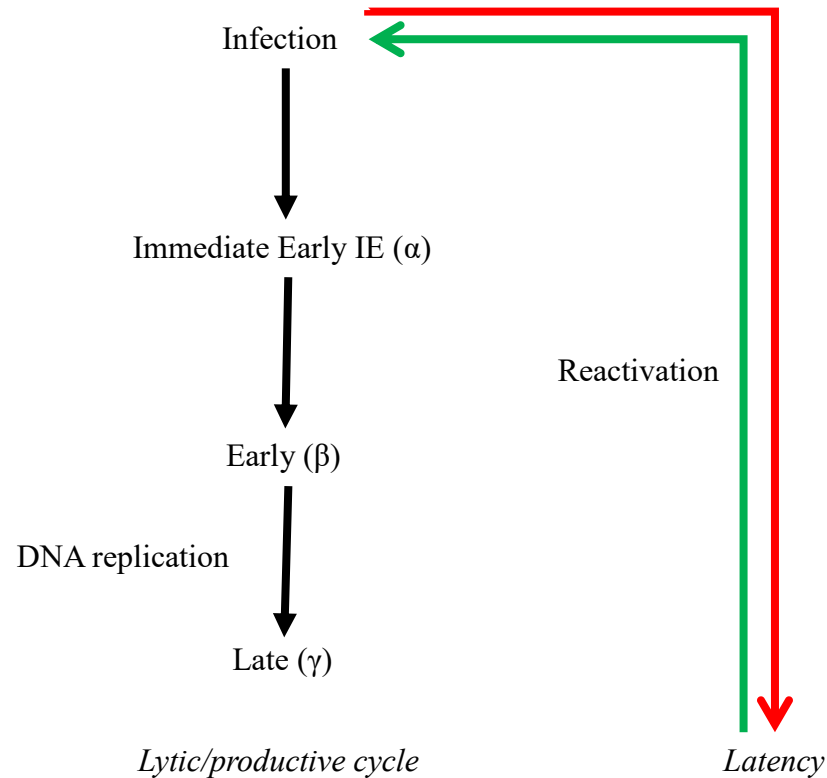 Infection
Immediate Early IE (α)
Reactivation
Early (β)
DNA replication
Late (γ)
Lytic/productive cycle
Latency